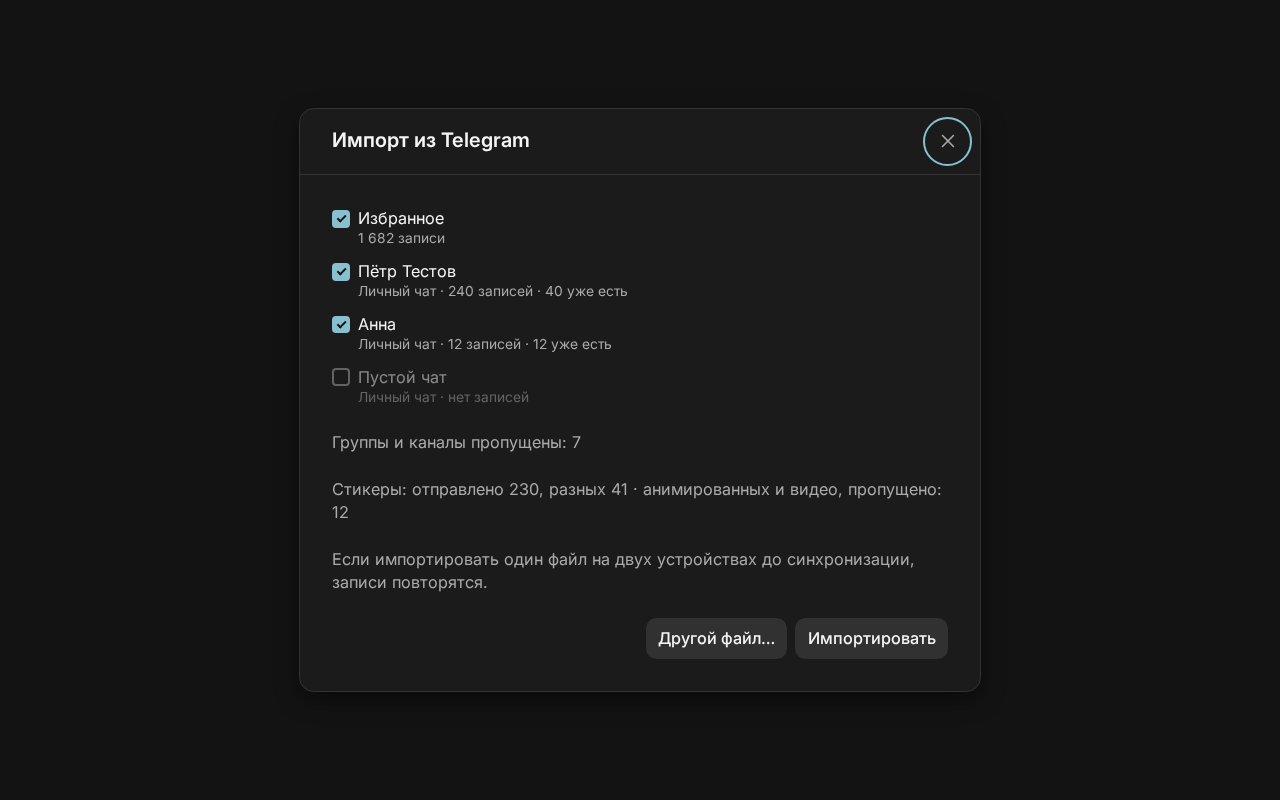 Импорт из Telegram
Избранное
1 682 записи
Пётр Тестов
Личный чат · 240 записей · 40 уже есть
Анна
Личный чат · 12 записей · 12 уже есть
Пустой чат
Личный чат · нет записей
Группы и каналы пропущены: 7
Стикеры: отправлено 230, разных 41 · анимированных и видео, пропущено:
12
Если импортировать один файл на двух устройствах до синхронизации,
записи повторятся.
Другой файл… Импортировать